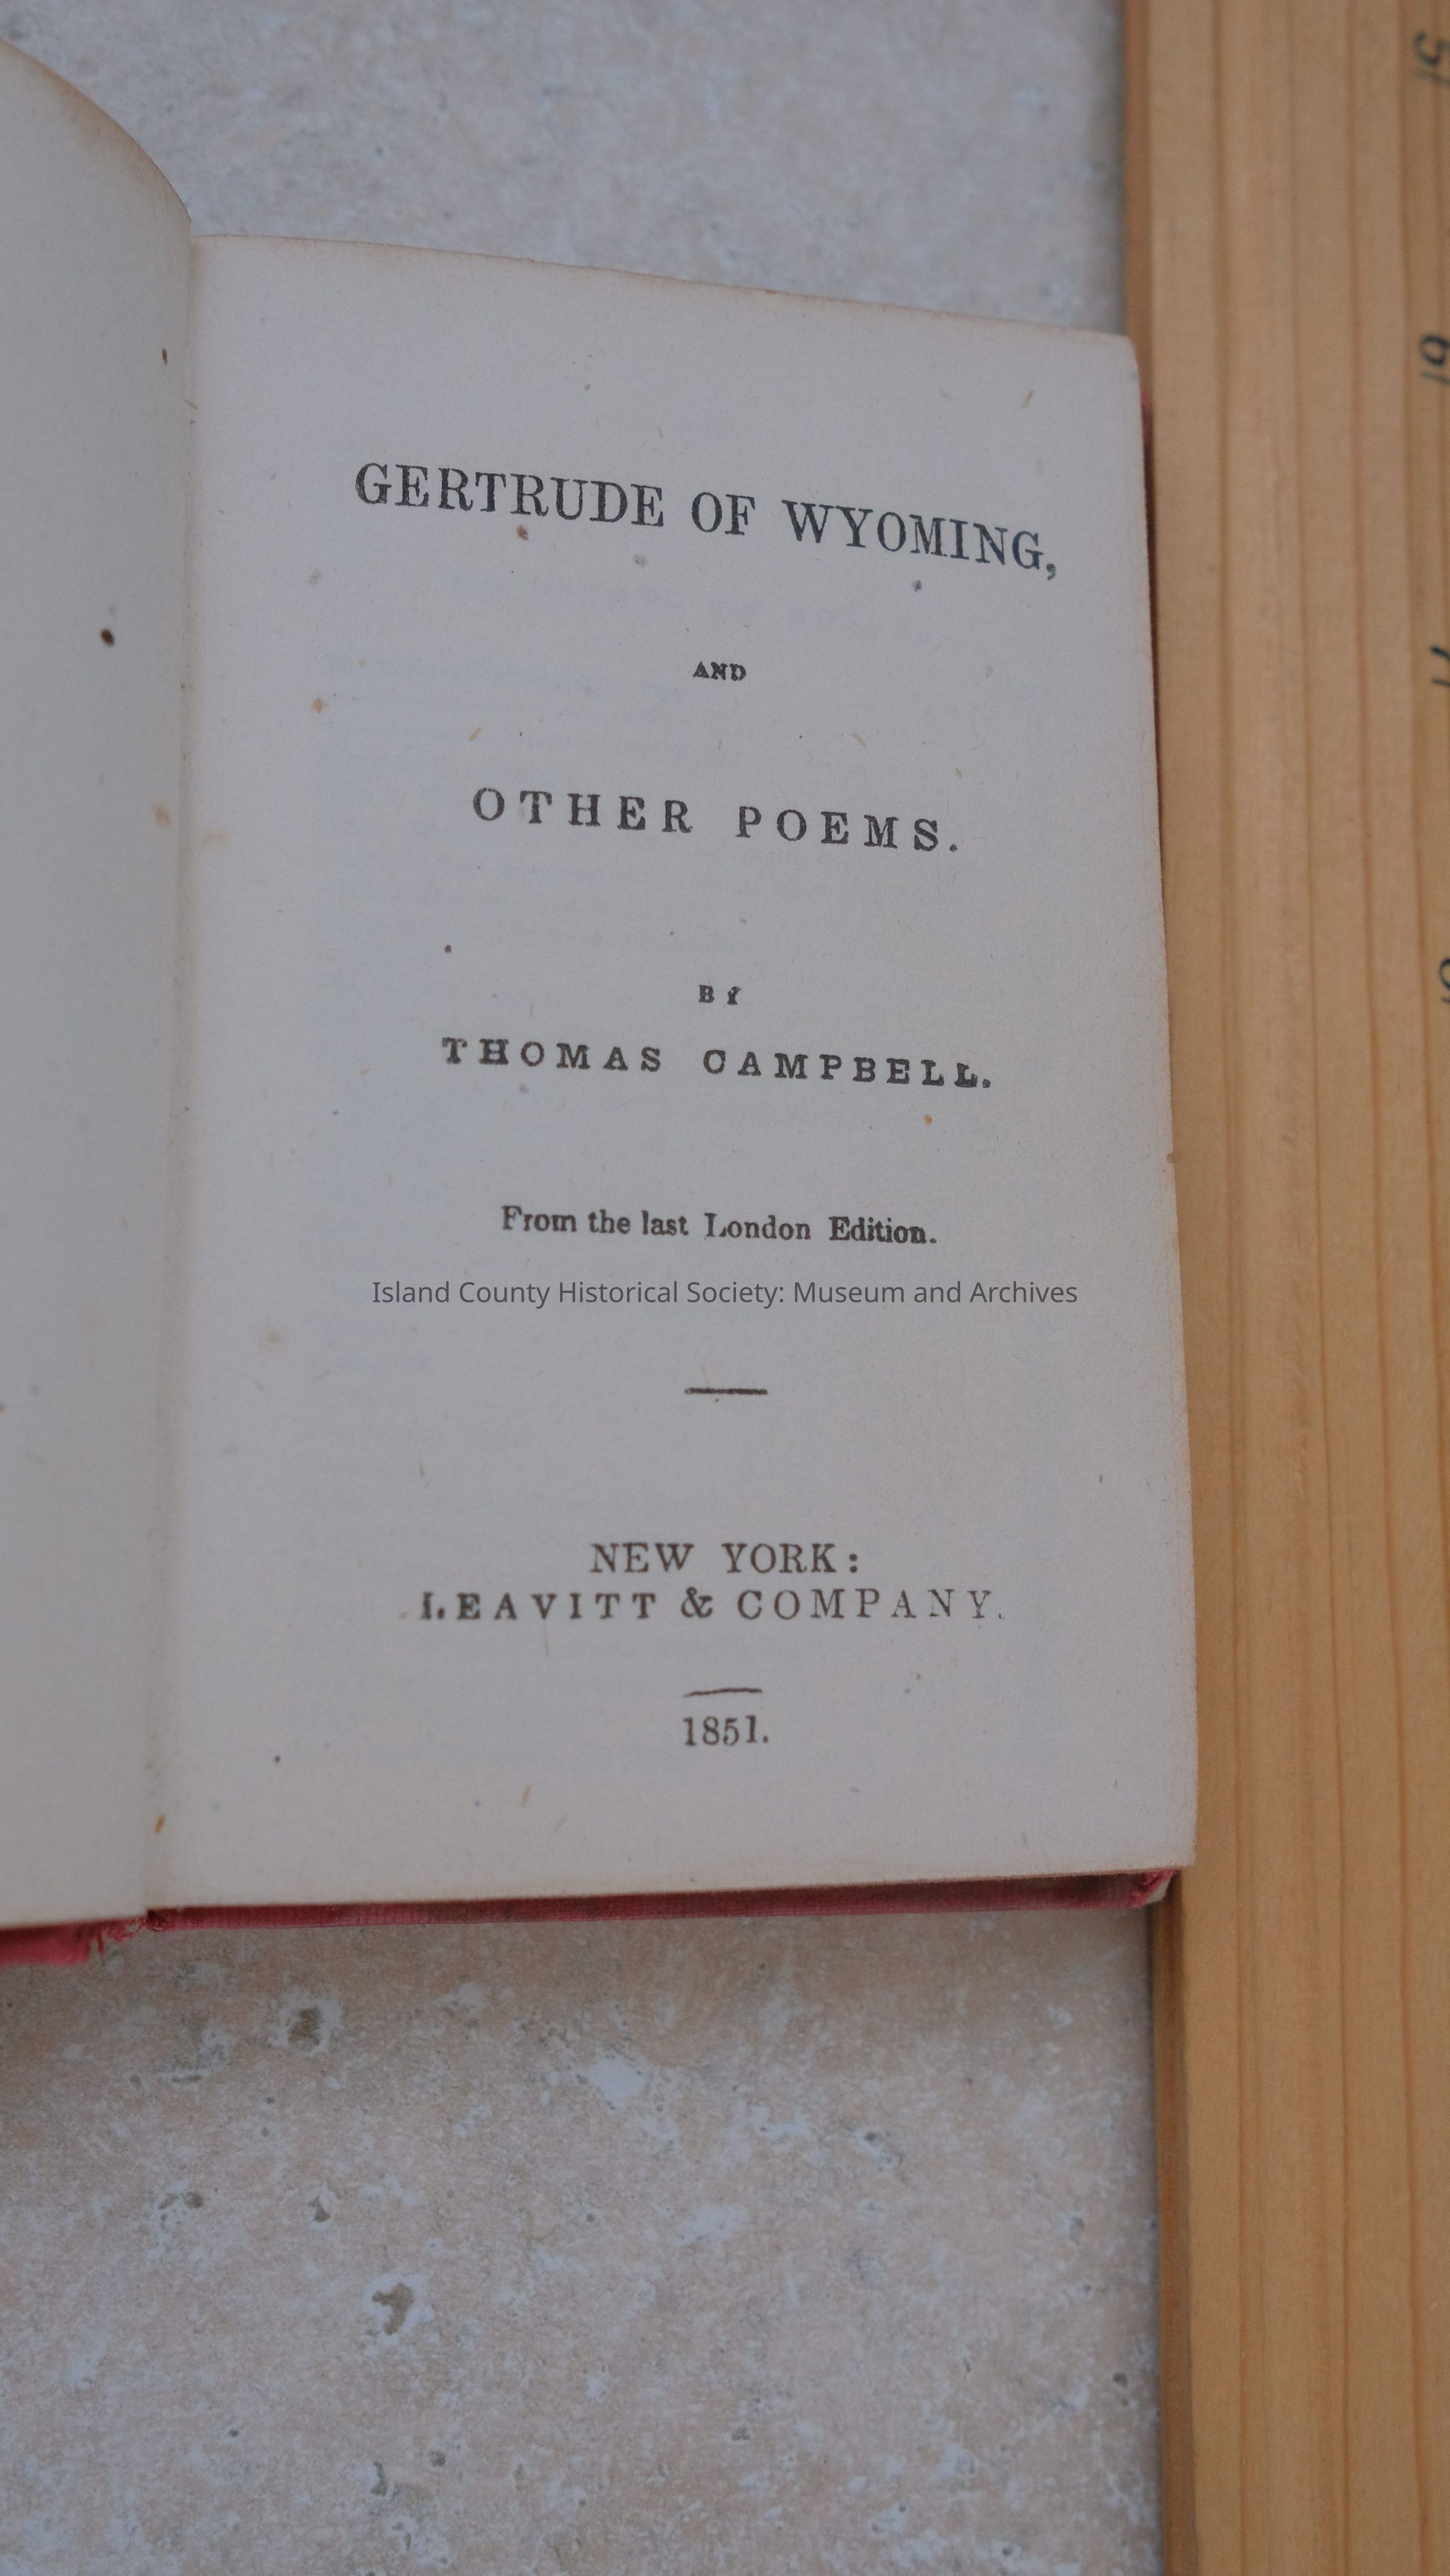 GERTRUDE OF WYOMING,
AND
OTHER POEMS.
BY
THOMAS CAMPBELL.
From the last London Edition.
Island County Historical Society: Museum and Archives
NEW YORK:
LEAVITT & COMPANY.
1851.